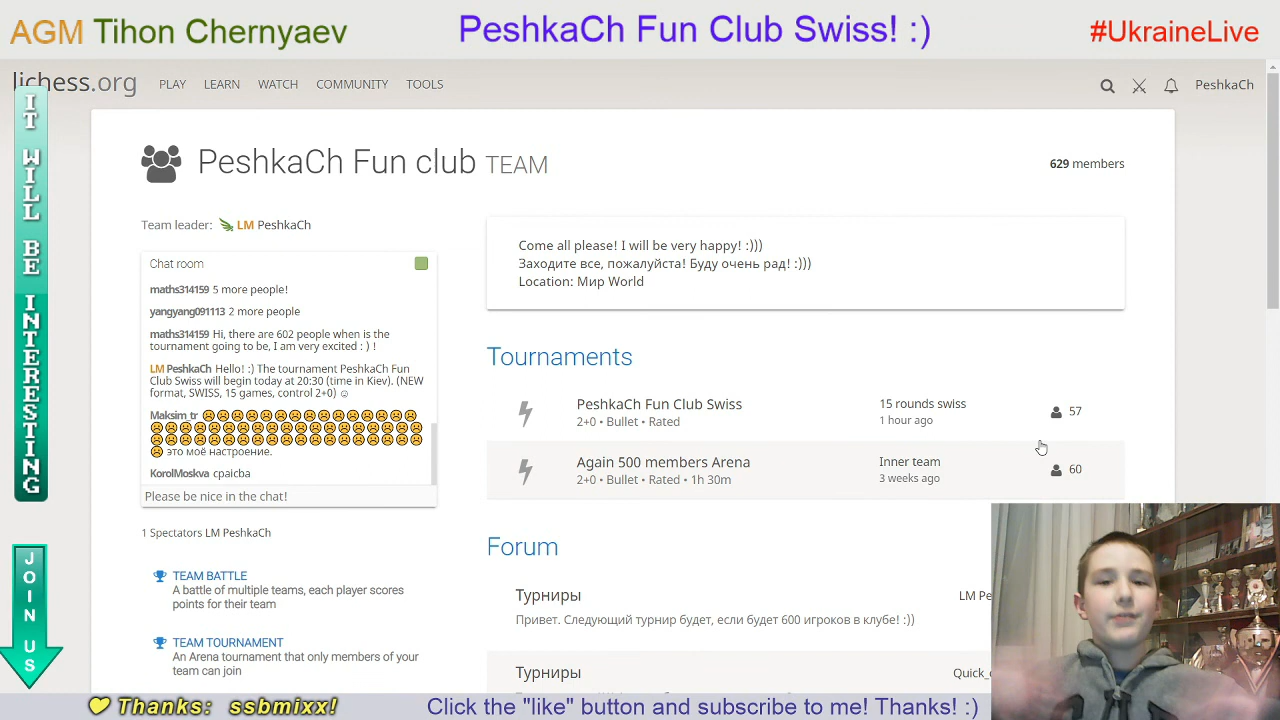 AGM Tihon Chernyaev
PeshkaCh Fun Club Swiss! :)
#UkraineLive
lichess.org
PLAY LEARN WATCH COMMUNITY TOOLS
PeshkaCh
IT WILL BE INTERESTING
JOIN US
PeshkaCh Fun club TEAM
629 members
Team leader: LM PeshkaCh
Chat room
maths314159 5 more people!
yangyang091113 2 more people
maths314159 Hi, there are 602 people when is the
tournament going to be, I am very excited : ) !
LM PeshkaCh Hello! :) The tournament PeshkaCh Fun
Club Swiss will begin today at 20:30 (time in Kiev). (NEW
format, SWISS, 15 games, control 2+0) ☺
Maksim_tr
это моё настроение.
KorolMoskva cpaicba
Please be nice in the chat!
1 Spectators LM PeshkaCh
TEAM BATTLE
A battle of multiple teams, each player scores
points for their team
TEAM TOURNAMENT
An Arena tournament that only members of your
team can join
Come all please! I will be very happy! :)))
Заходите все, пожалуйста! Буду очень рад! :)))
Location: Мир World
Tournaments
PeshkaCh Fun Club Swiss
2+0 • Bullet • Rated
15 rounds swiss
1 hour ago
57
Again 500 members Arena
2+0 • Bullet • Rated • 1h 30m
Inner team
3 weeks ago
60
Forum
Турниры
LM Pe
Привет. Следующий турнир будет, если будет 600 игроков в клубе! :))
Турниры
Quick_
Thanks: ssbmixx!
Click the "like" button and subscribe to me! Thanks! :)